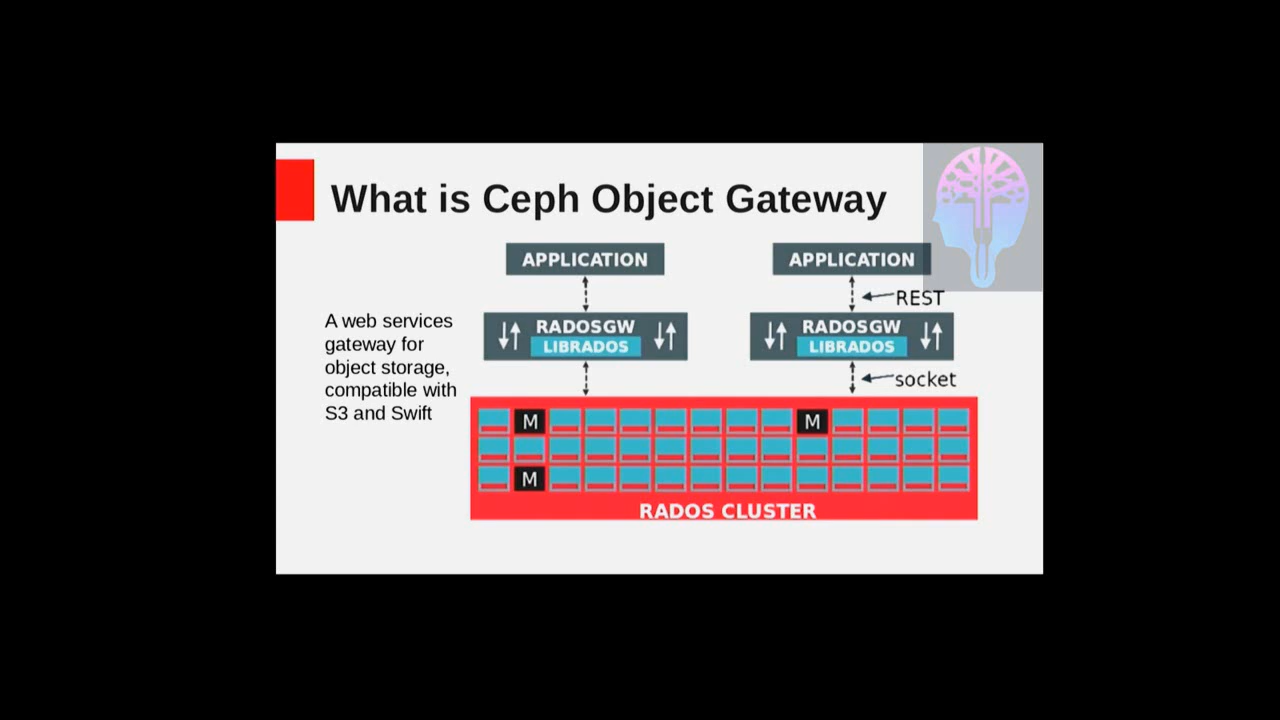 What is Ceph Object Gateway
APPLICATION
APPLICATION
REST
A web services
gateway for
object storage,
compatible with
S3 and Swift
RADOSGW
LIBRADOS
RADOSGW
LIBRADOS
socket
M
M
M
RADOS CLUSTER